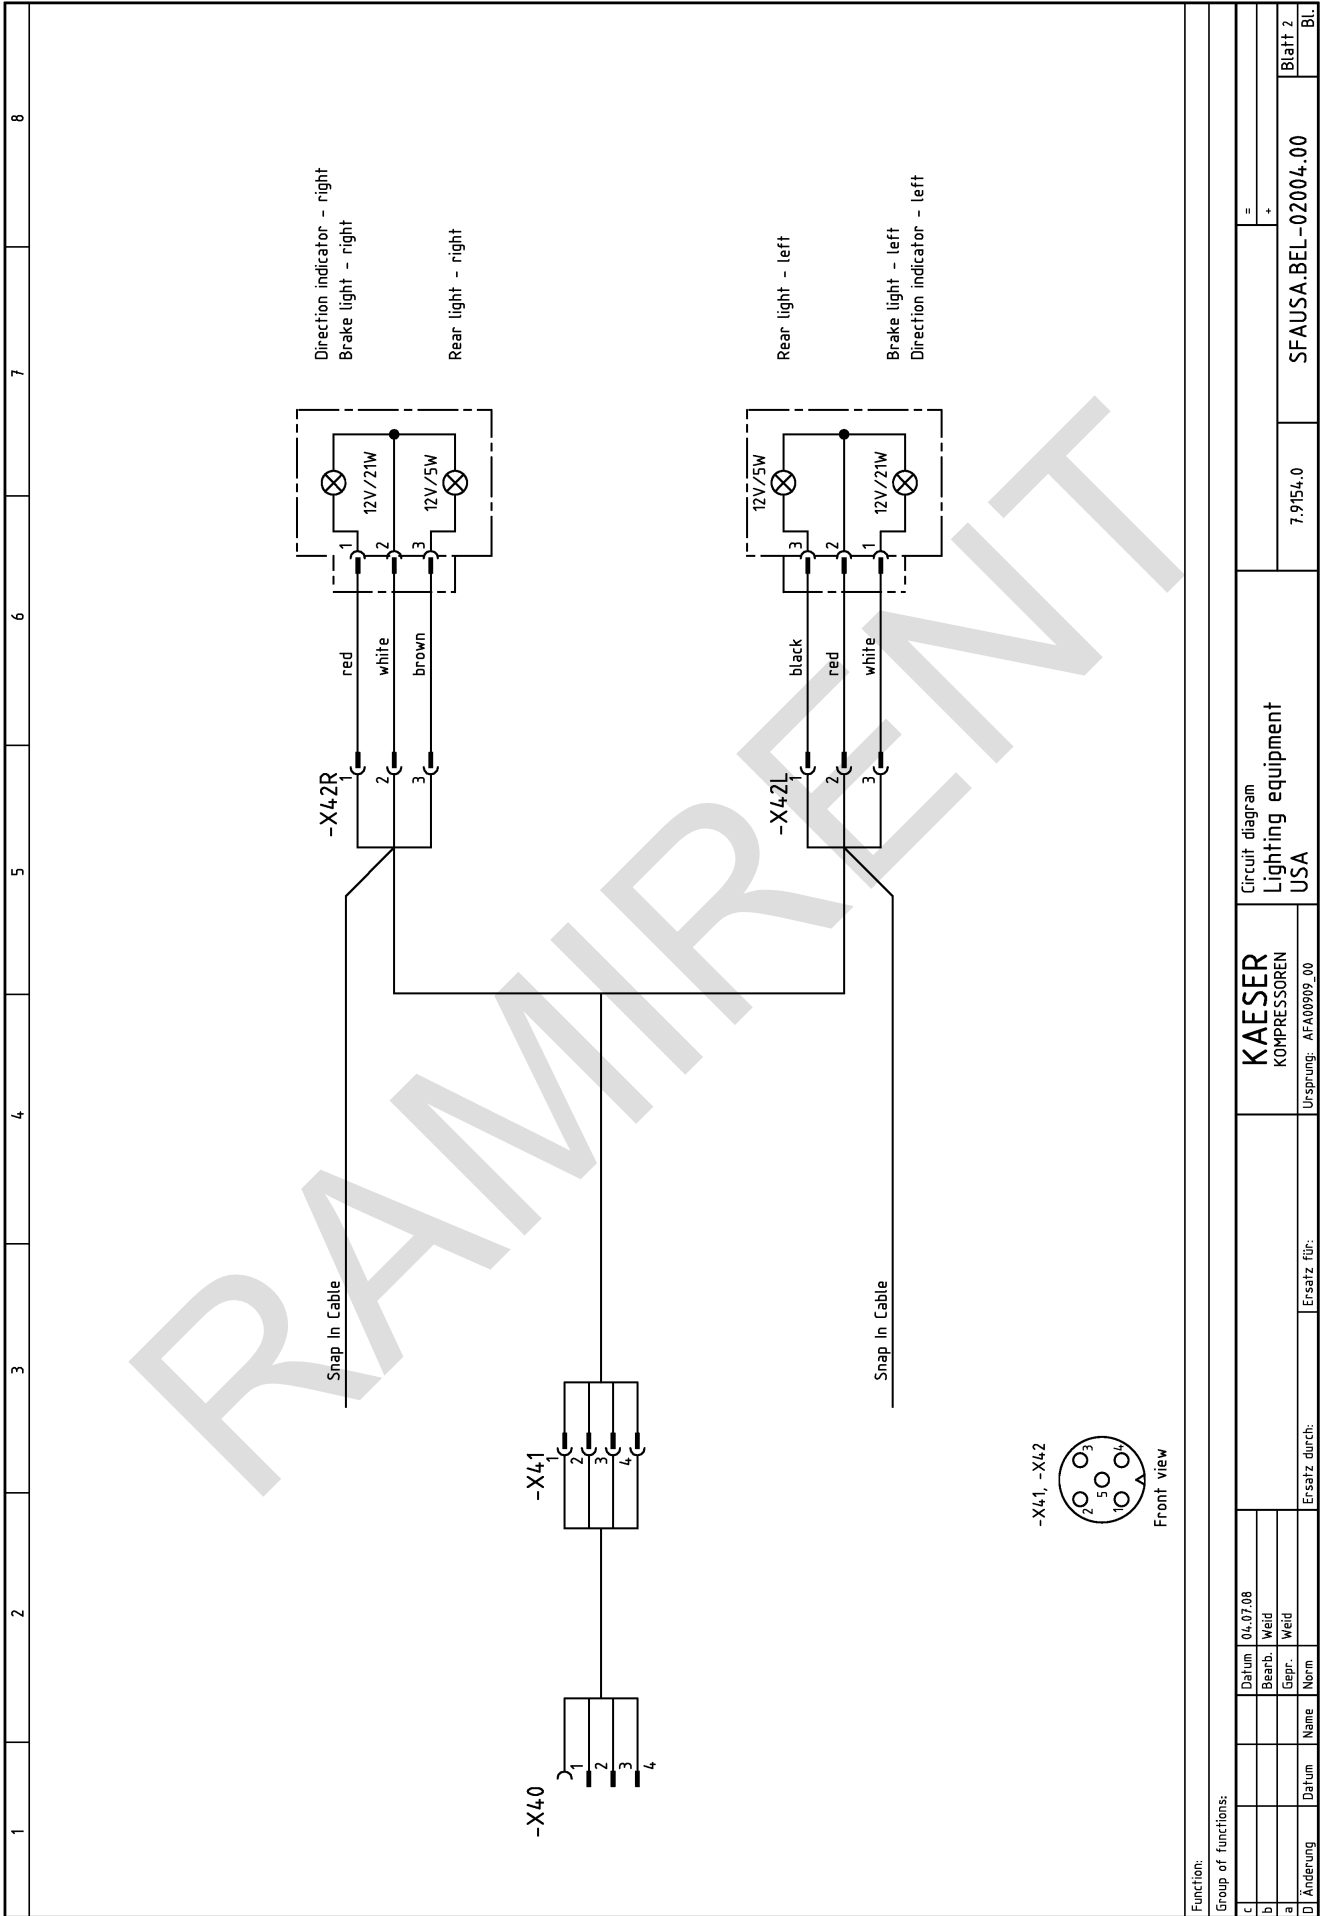 1
2
3
4
5
6
7
8
RAMIRENT
-X40
1
2
3
4
-X41
1
2
3
4
Snap In Cable
Snap In Cable
-X42R
1
2
3
red
white
brown
1
2
3
12V/21W
12V/5W
Direction indicator - right
Brake light - right
Rear light - right
-X42L
1
2
3
black
red
white
3
2
1
12V/5W
12V/21W
Rear light - left
Brake light - left
Direction indicator - left
-X41, -X42
2
3
5
1
4
Front view
Function:
Group of functions:
c
b
a
D
Änderung
Datum
Name
Datum 04.07.08
Bearb. Weid
Gepr. Weid
Norm
Ersatz durch:
Ersatz für:
KAESER
KOMPRESSOREN
Ursprung: AFA00909_00
Circuit diagram
Lighting equipment
USA
7.9154.0
=
+
SFAUSA.BEL-02004.00
Blatt 2
Bl.